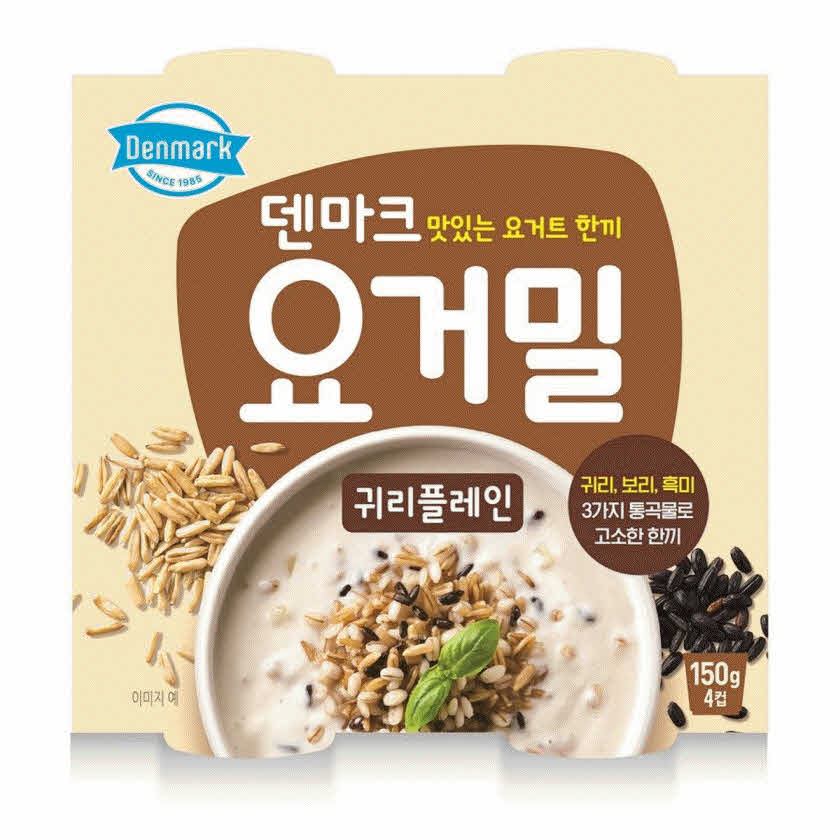 Denmark
SINCE 1985
덴마크 맛있는 요거트 한끼
요거밀
귀리플레인
귀리, 보리, 흑미
3가지 통곡물로
고소한 한끼
150g
4컵
이미지 예